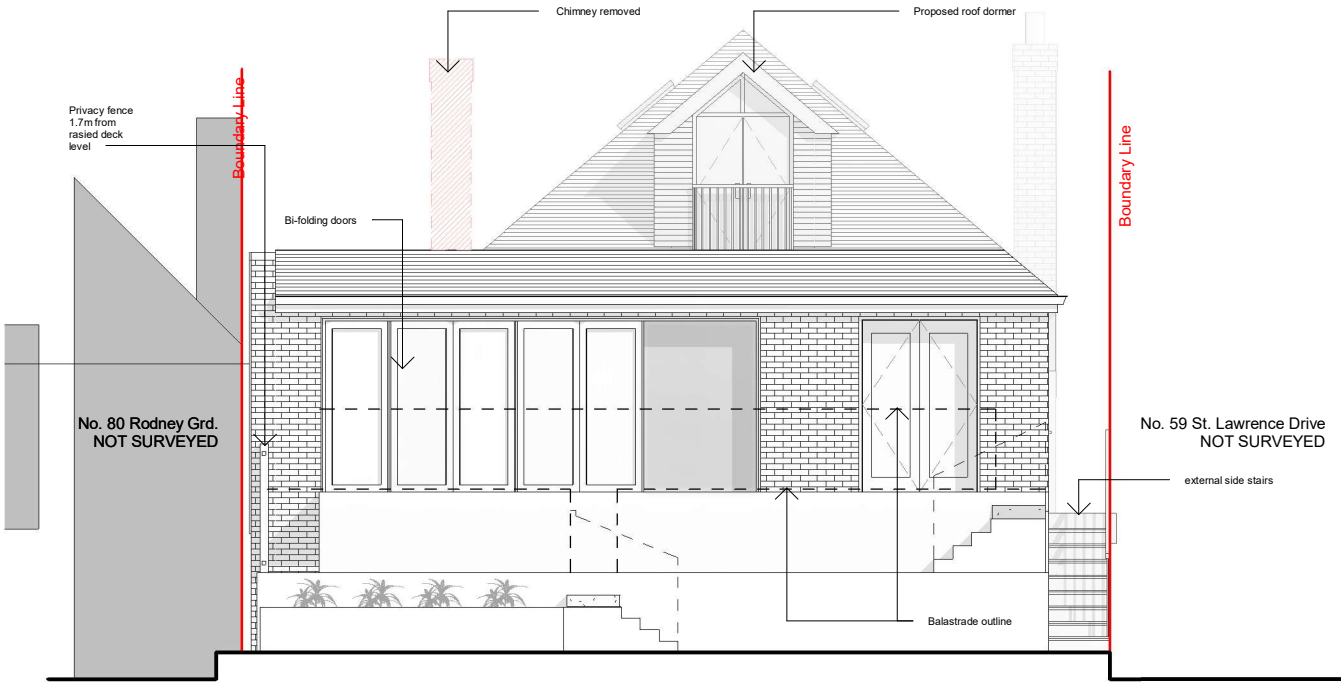 Chimney removed
Proposed roof dormer
Privacy fence
1.7m from
rasied deck
level
Boundary Line
Boundary Line
Bi-folding doors
No. 80 Rodney Grd.
NOT SURVEYED
No. 59 St. Lawrence Drive
NOT SURVEYED
external side stairs
Balastrade outline